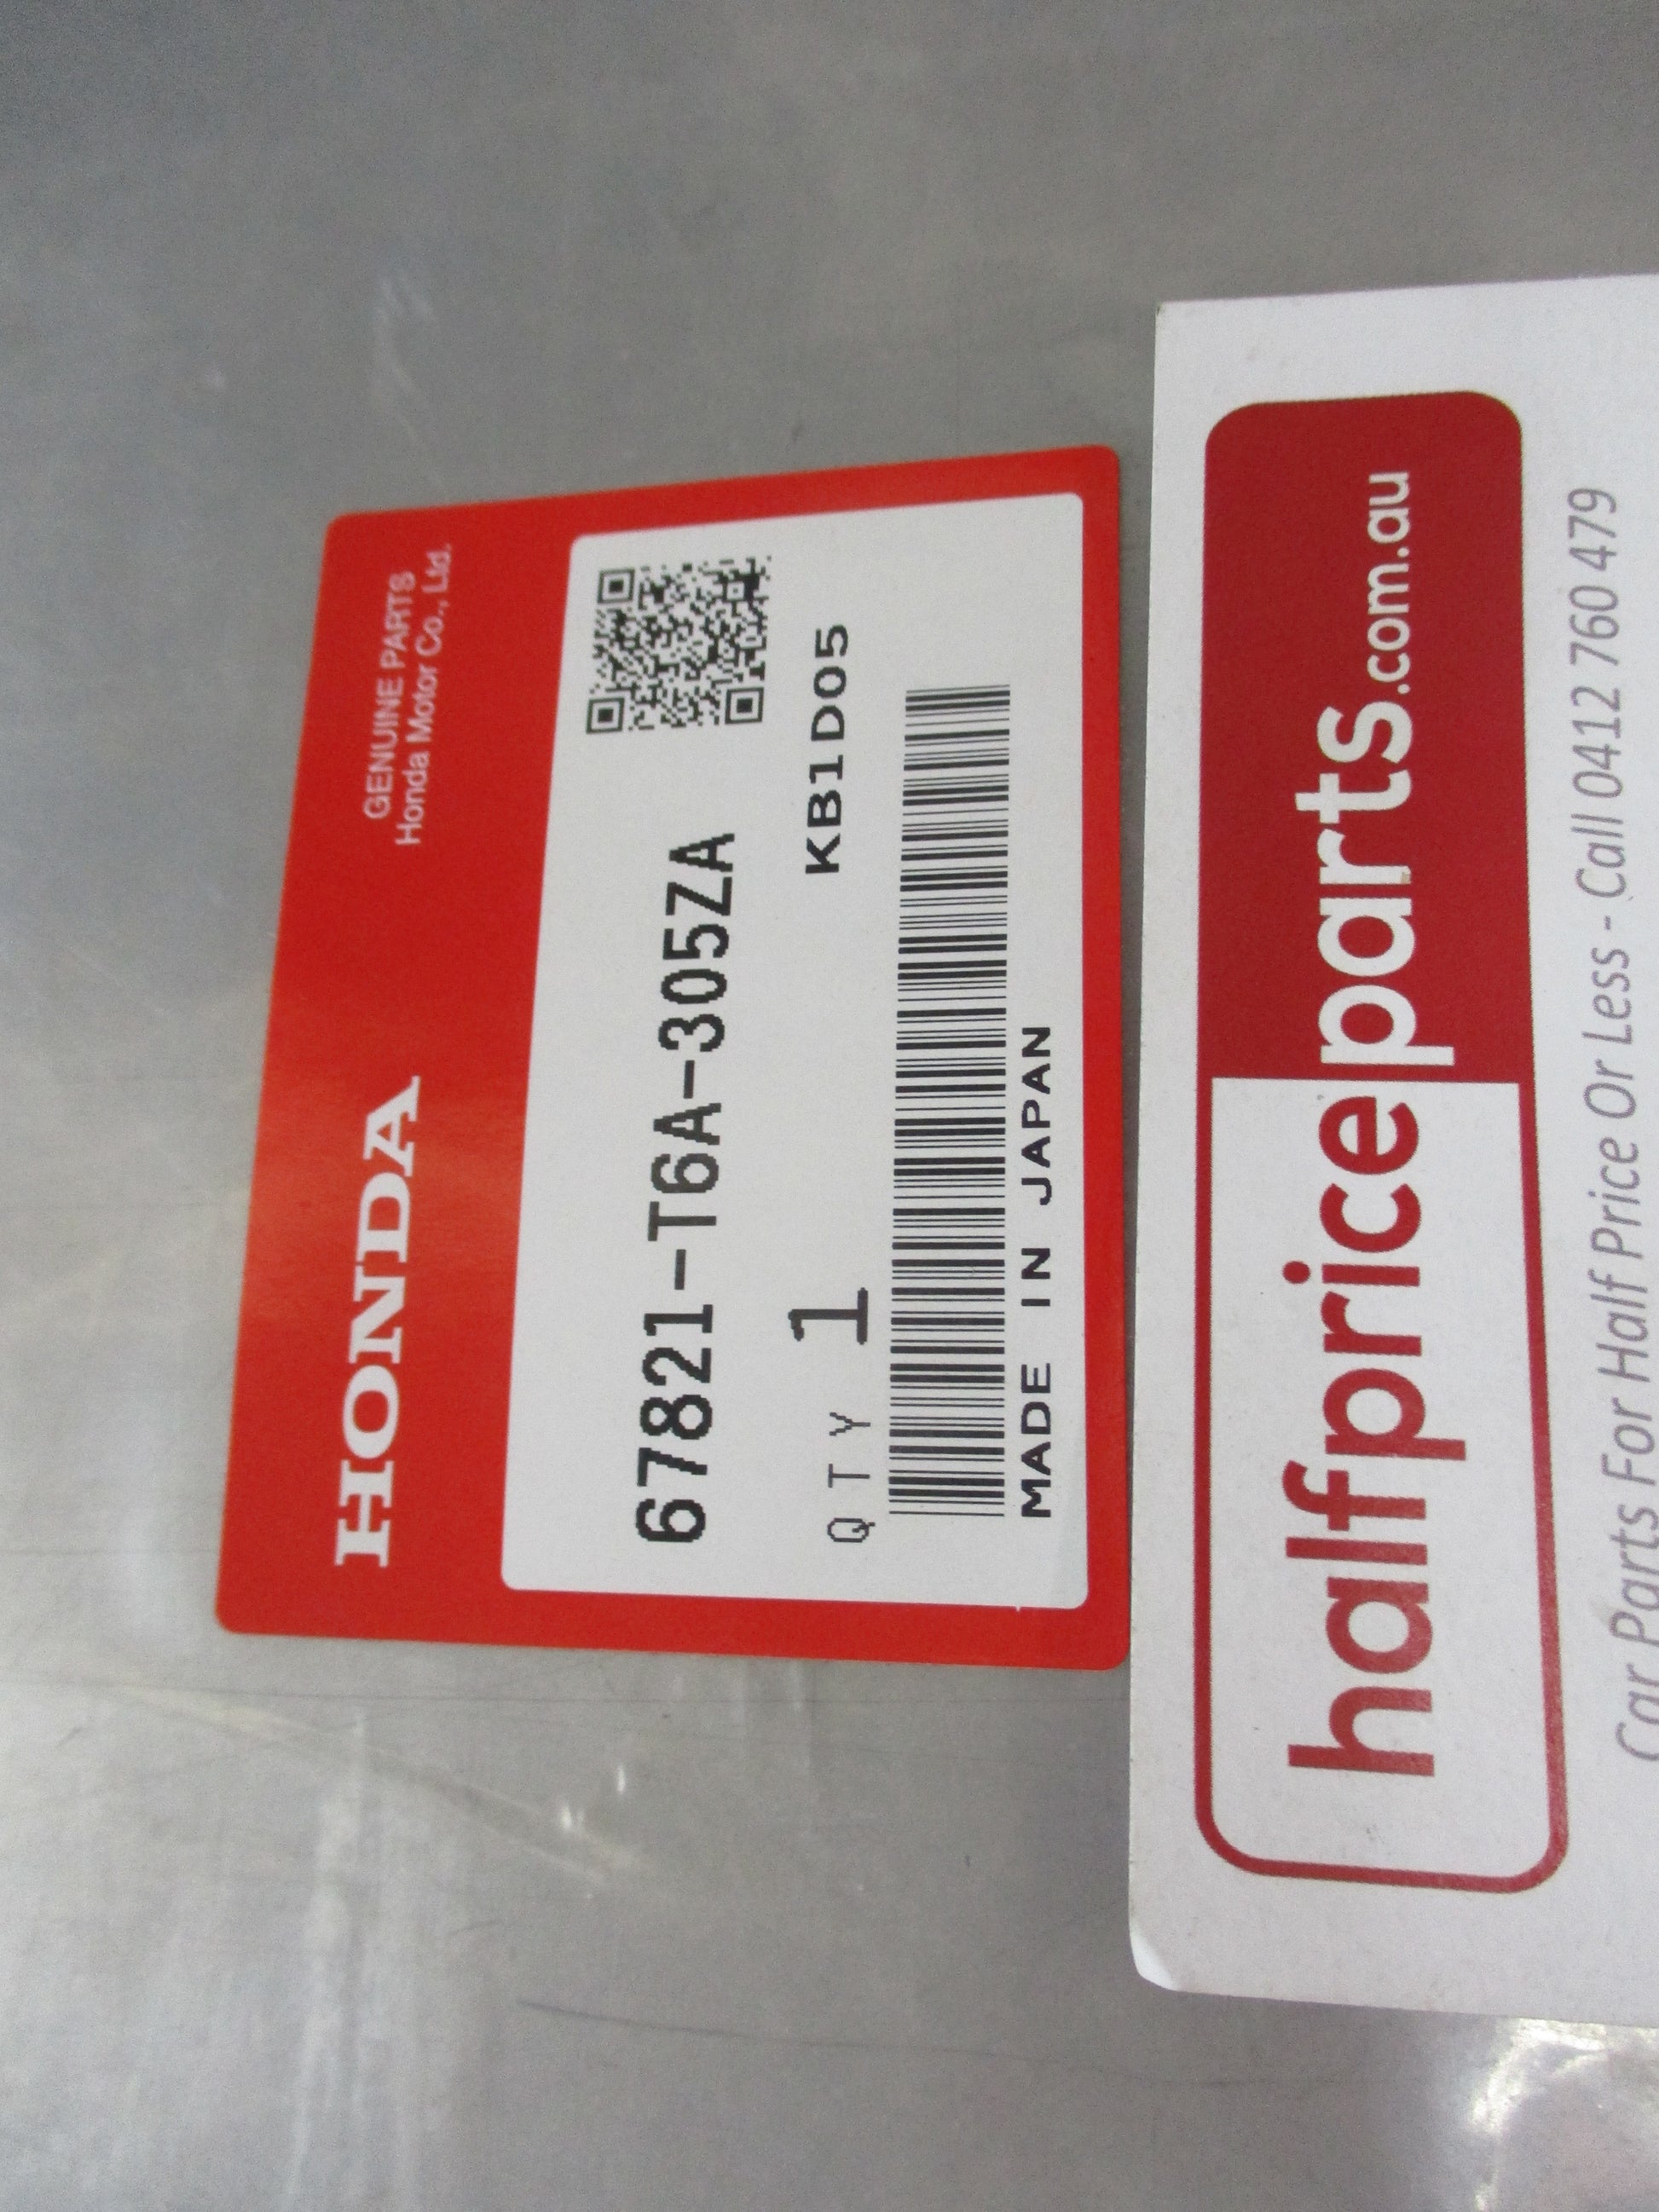 HONDA
GENUINE PARTS
Honda Motor Co., Ltd.
67821-T6A-305ZA
QTY 1
KB1D05
MADE IN JAPAN
halfpriceparts.com.au
Car Parts For Half Price Or Less - Call 0412 760 479